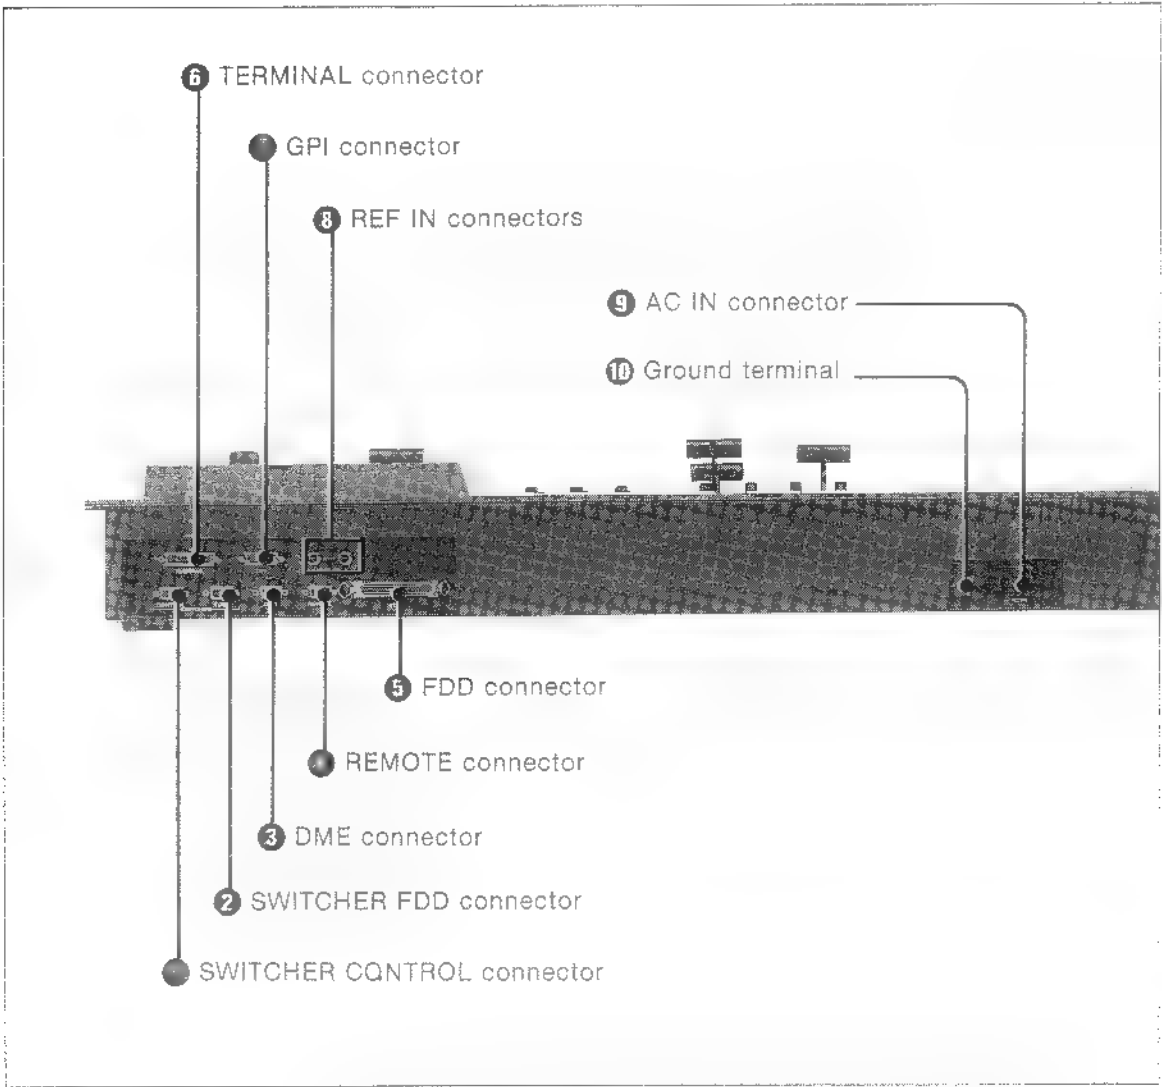 6 TERMINAL connector
GPI connector
8 REF IN connectors
9 AC IN connector
10 Ground terminal
5 FDD connector
REMOTE connector
3 DME connector
2 SWITCHER FDD connector
SWITCHER CONTROL connector